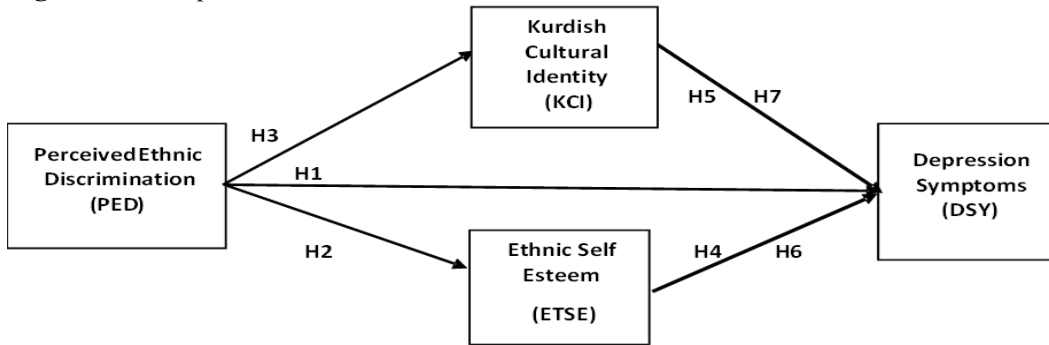 Kurdish
Cultural
Identity
(KCI)
H5 H7
H3
Perceived Ethnic
Discrimination
(PED)
H1
Depression
Symptoms
(DSY)
H2
Ethnic Self
Esteem
(ETSE)
H4 H6